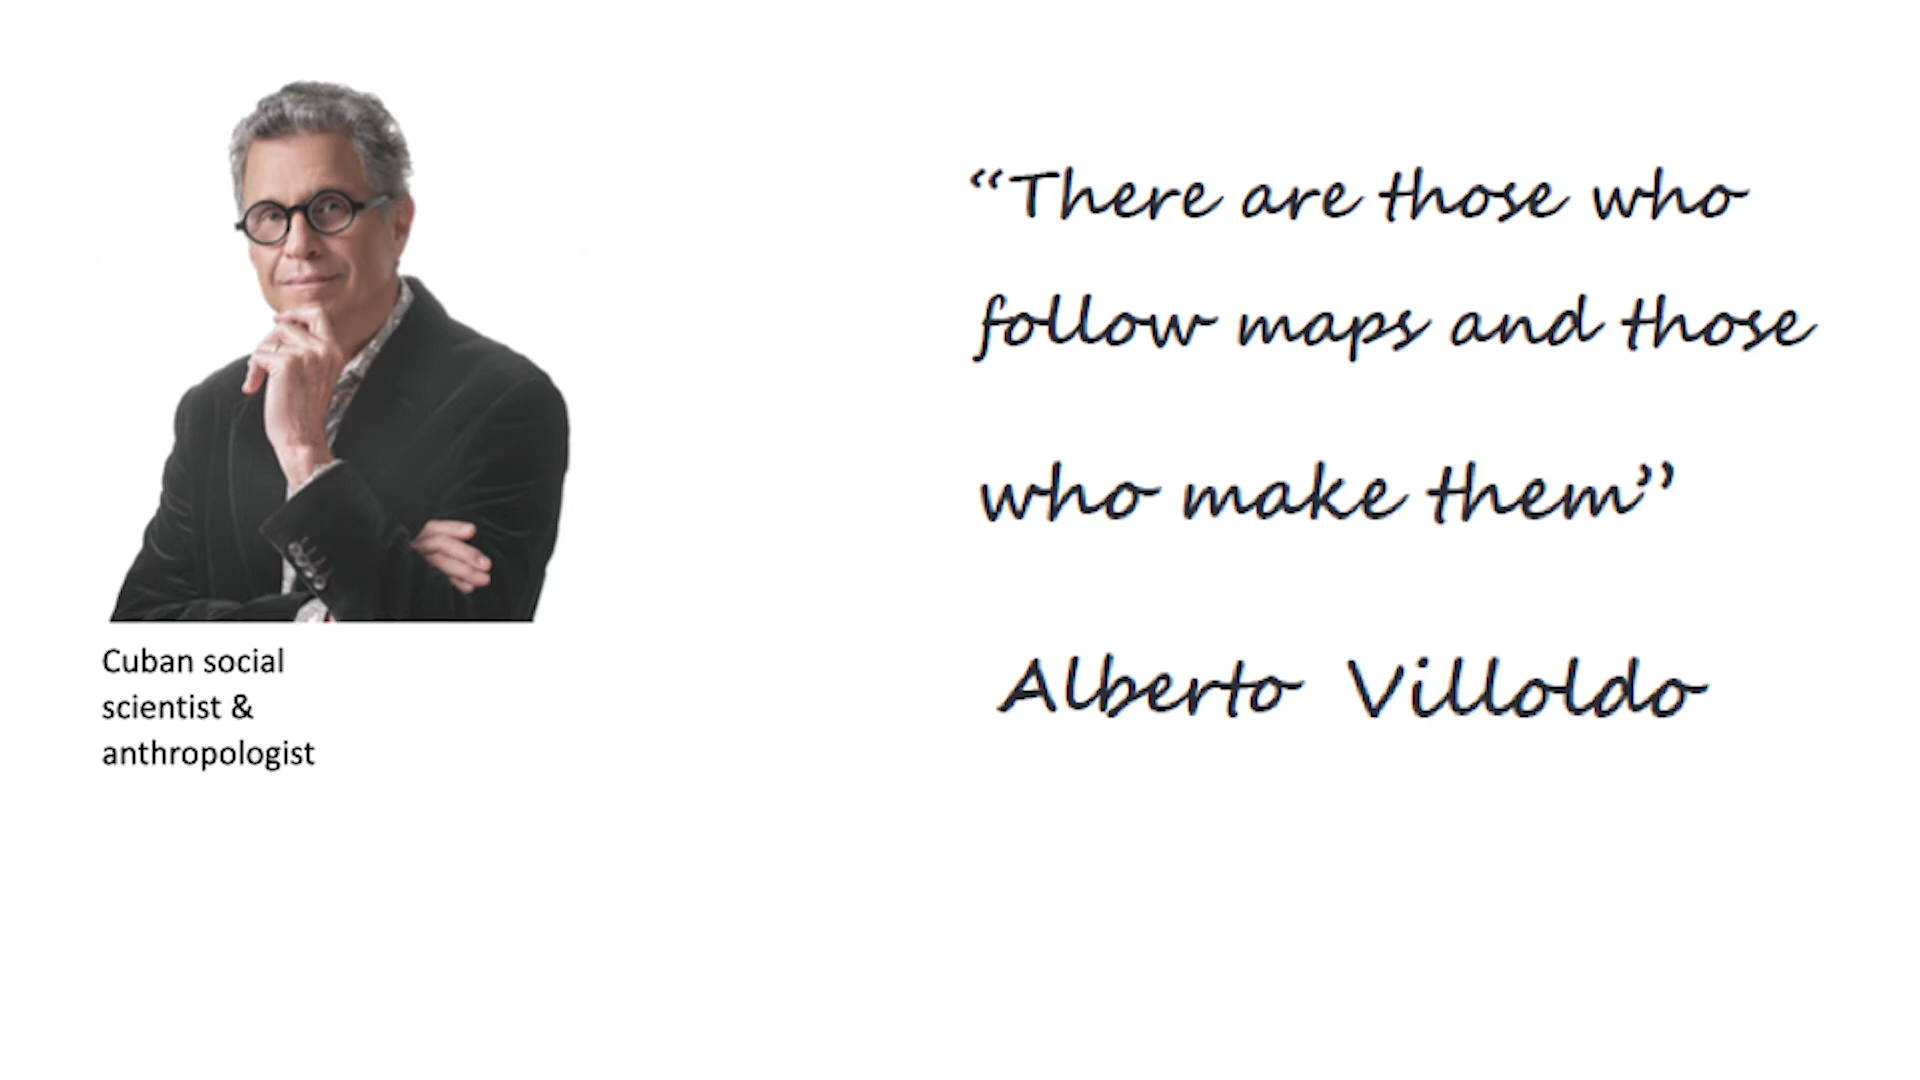 “There are those who
follow maps and those
who make them”
Alberto Villoldo
Cuban social
scientist &
anthropologist